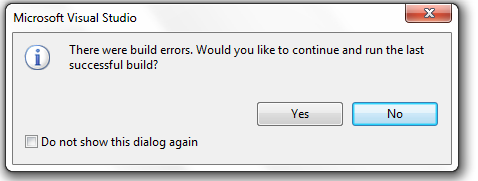 Microsoft Visual Studio
There were build errors. Would you like to continue and run the last
successful build?
Yes
No
Do not show this dialog again